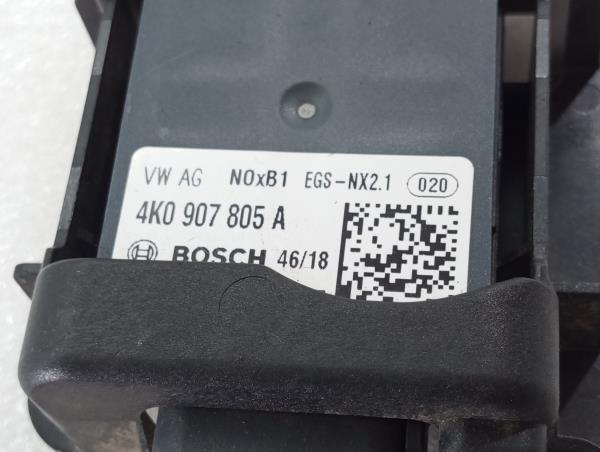 VW AG NOxB1 EGS-NX2.1 020
4K0 907 805 A
BOSCH 46/18